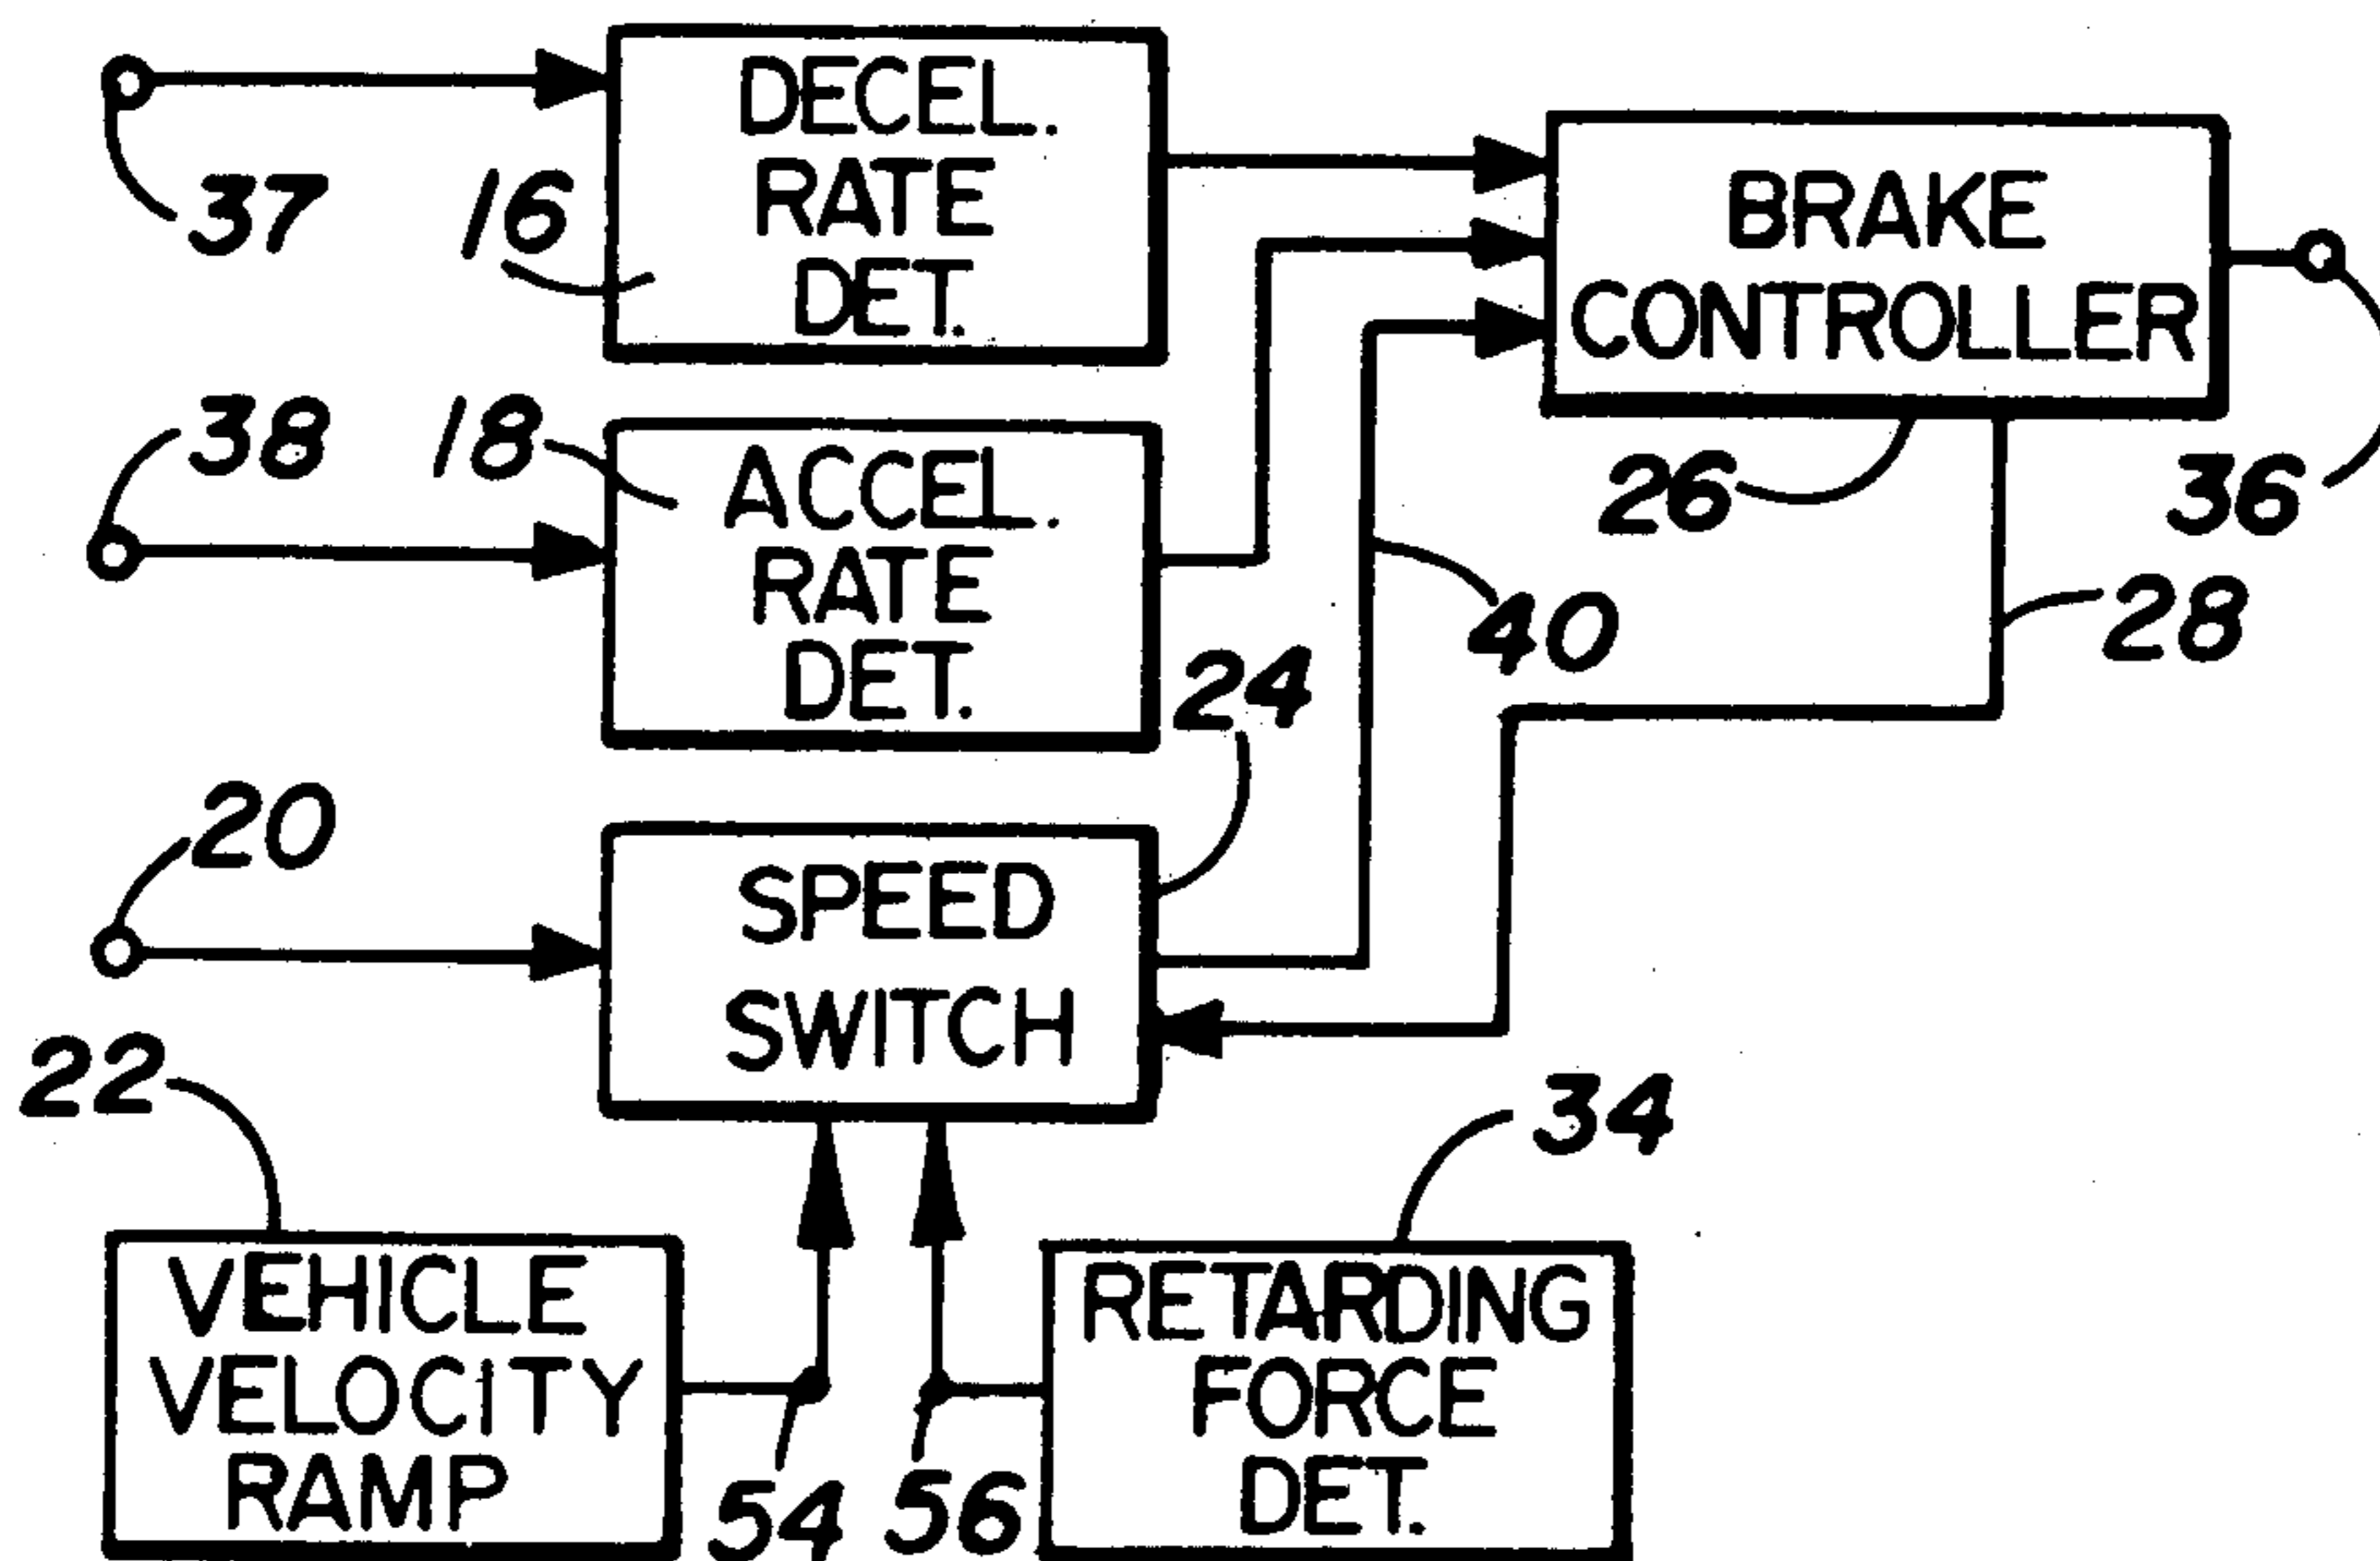 37
16
DECEL.
RATE
DET.
BRAKE
CONTROLLER
38
18
ACCEL.
RATE
DET.
26
36
40
28
24
20
SPEED
SWITCH
22
34
VEHICLE
VELOCITY
RAMP
54
56
RETARDING
FORCE
DET.